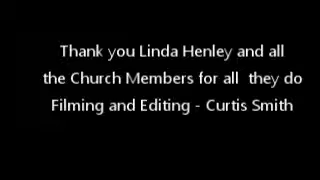 Thank you Linda Henley and all
the Church Members for all they do
Filming and Editing - Curtis Smith